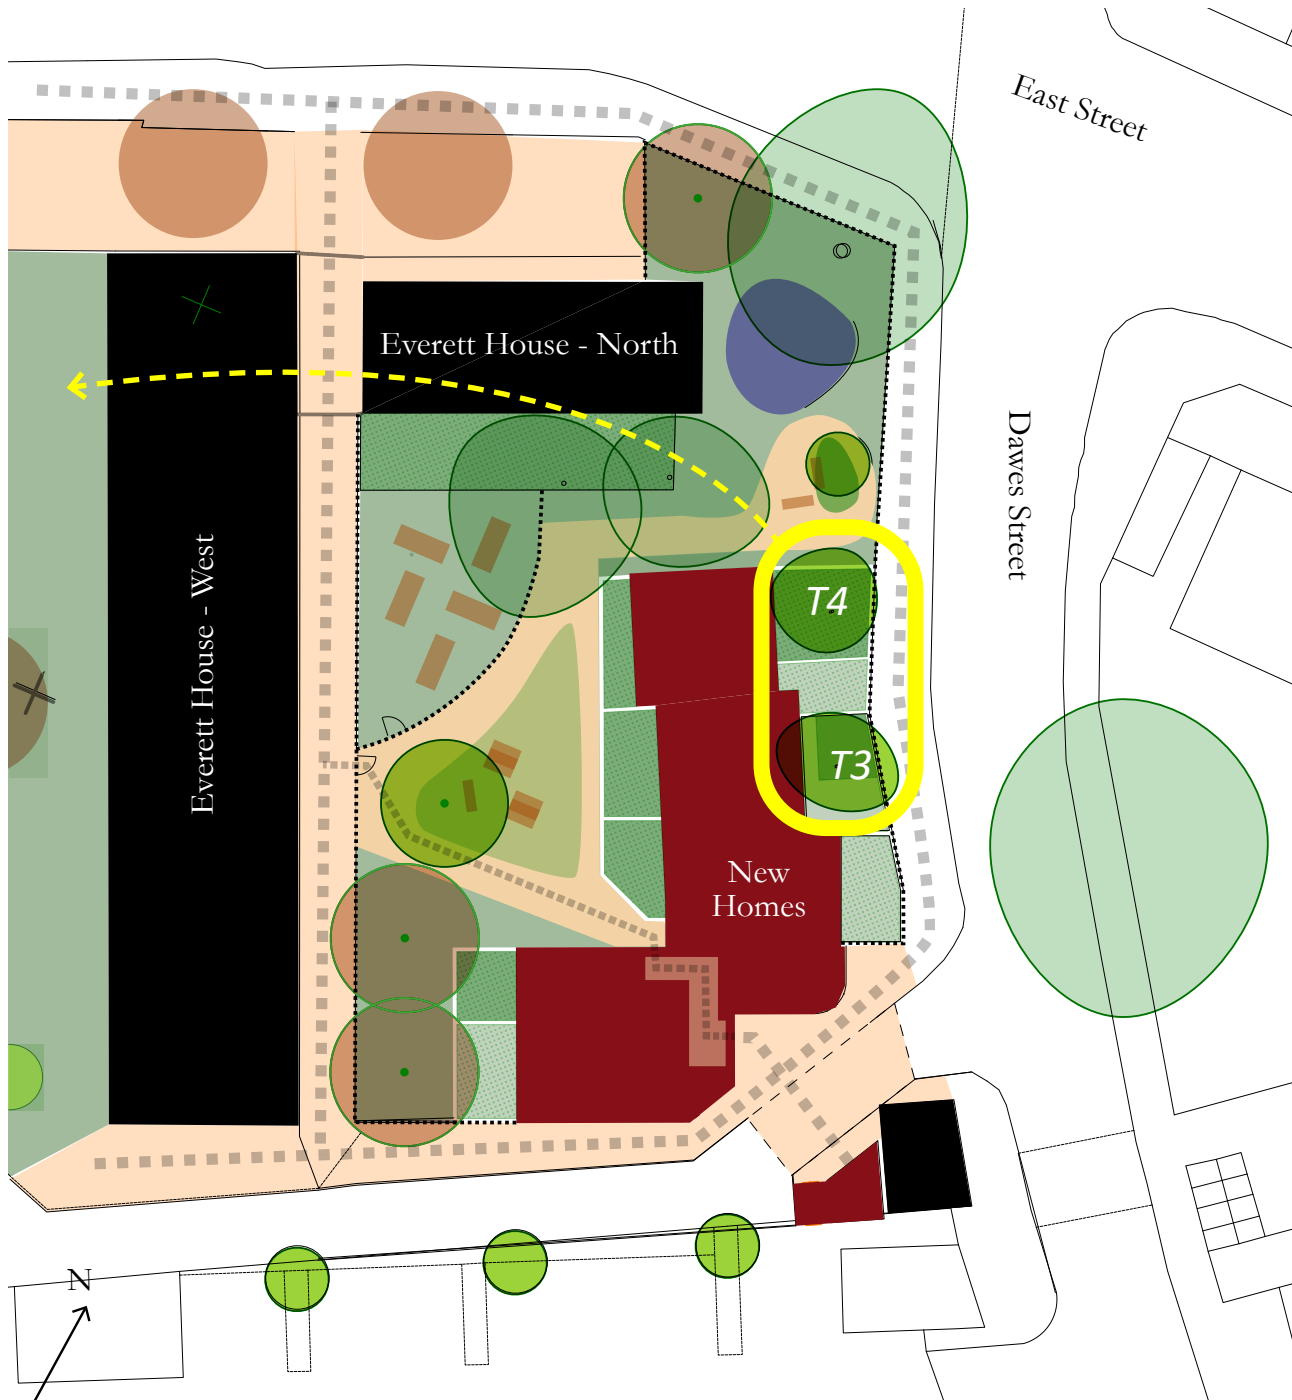 East Street
Everett House - North
Dawes Street
Everett House - West
T4
T3
New
Homes
N